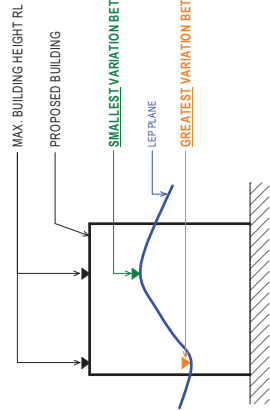 MAX. BUILDING HEIGHT RL
PROPOSED BUILDING
SMALLEST VARIATION BET
LEP PLANE
GREATEST VARIATION BET